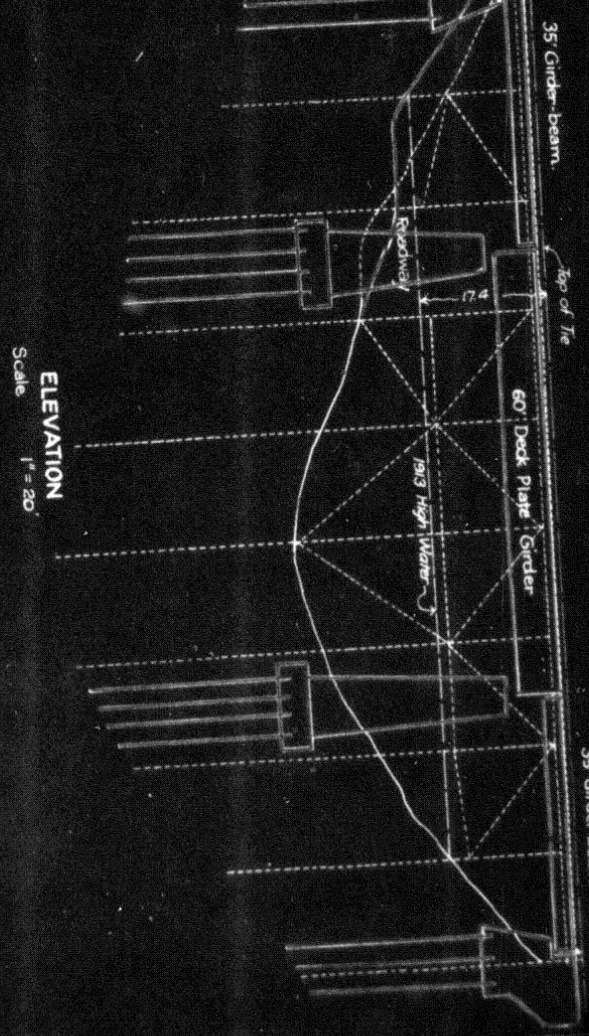 35' Girder-beam.
Top of Tie
60' Deck Plate Girder
17.4
Roadway
1913 High Water
ELEVATION
Scale 1" = 20'